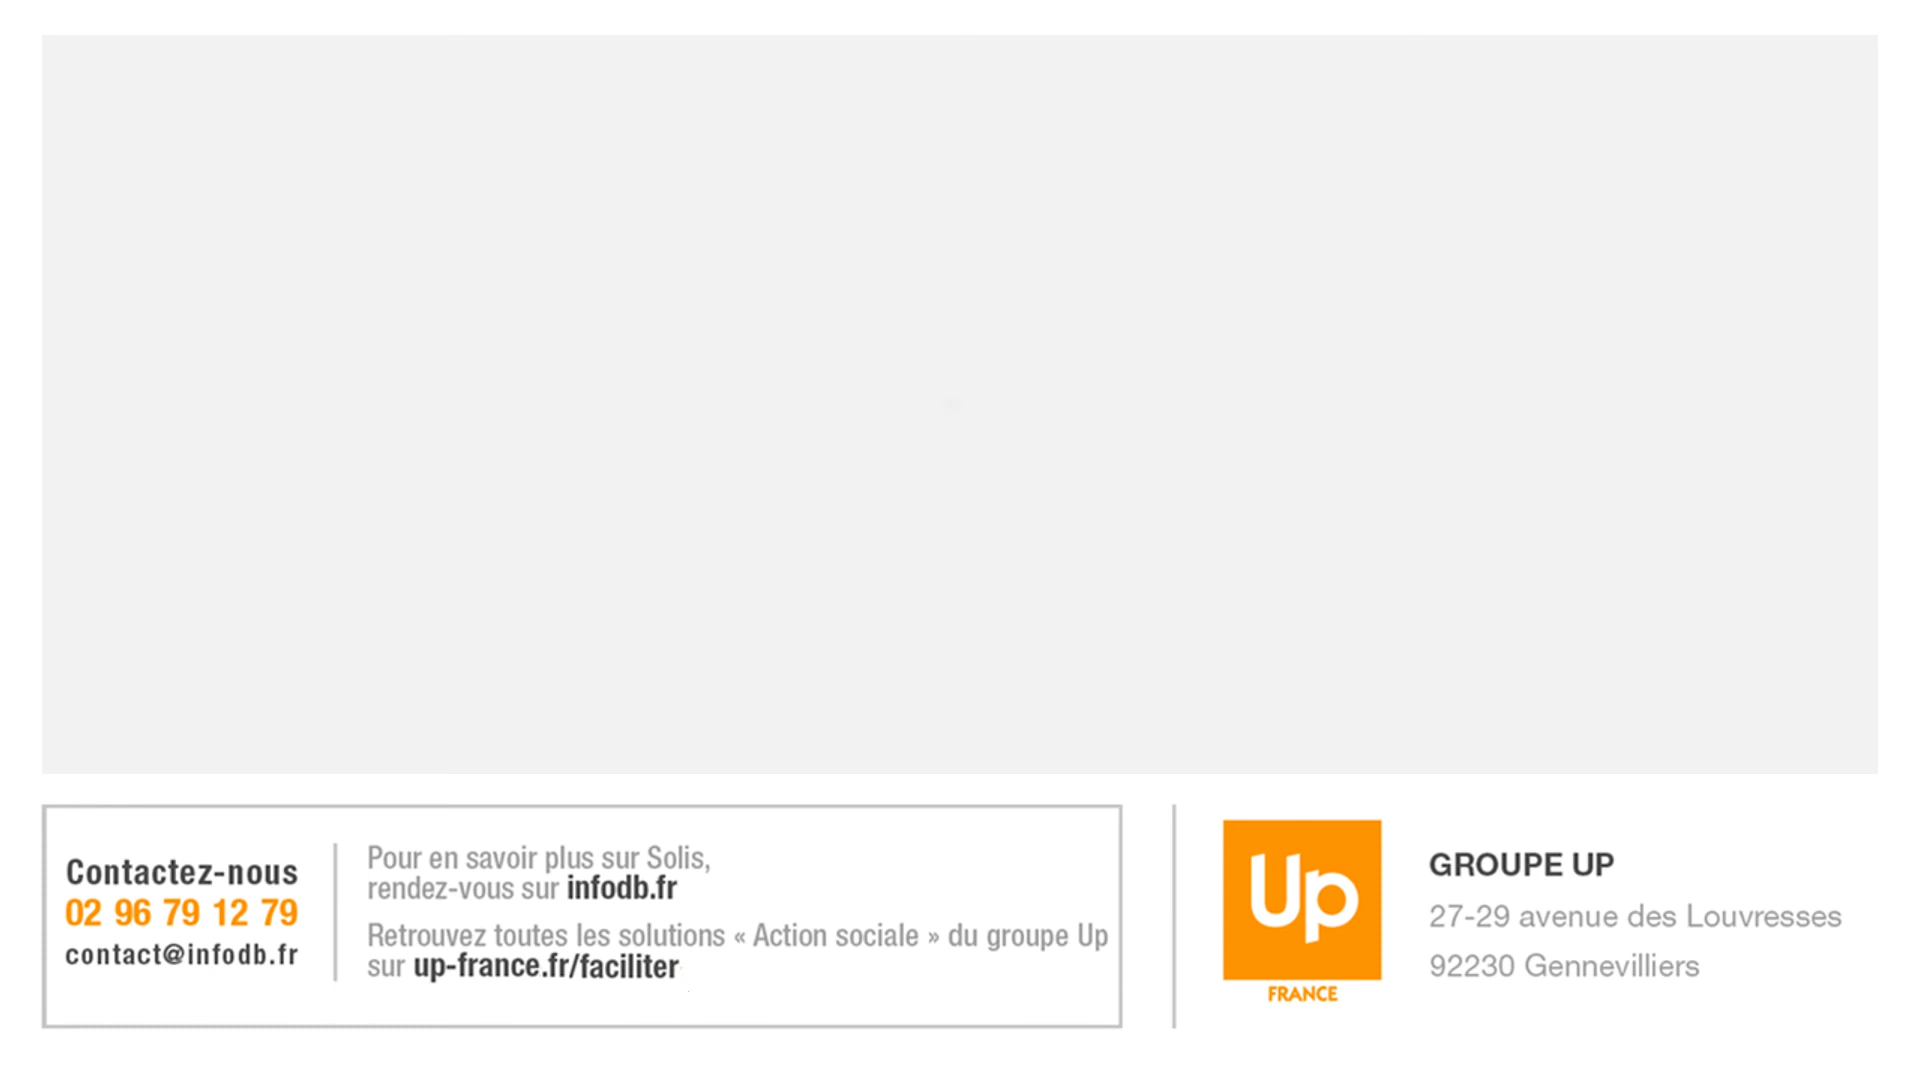 Contactez-nous
02 96 79 12 79
contact@infodb.fr
Pour en savoir plus sur Solis,
rendez-vous sur infodb.fr
Retrouvez toutes les solutions « Action sociale » du groupe Up
sur up-france.fr/faciliter
Up
FRANCE
GROUPE UP
27-29 avenue des Louvresses
92230 Gennevilliers